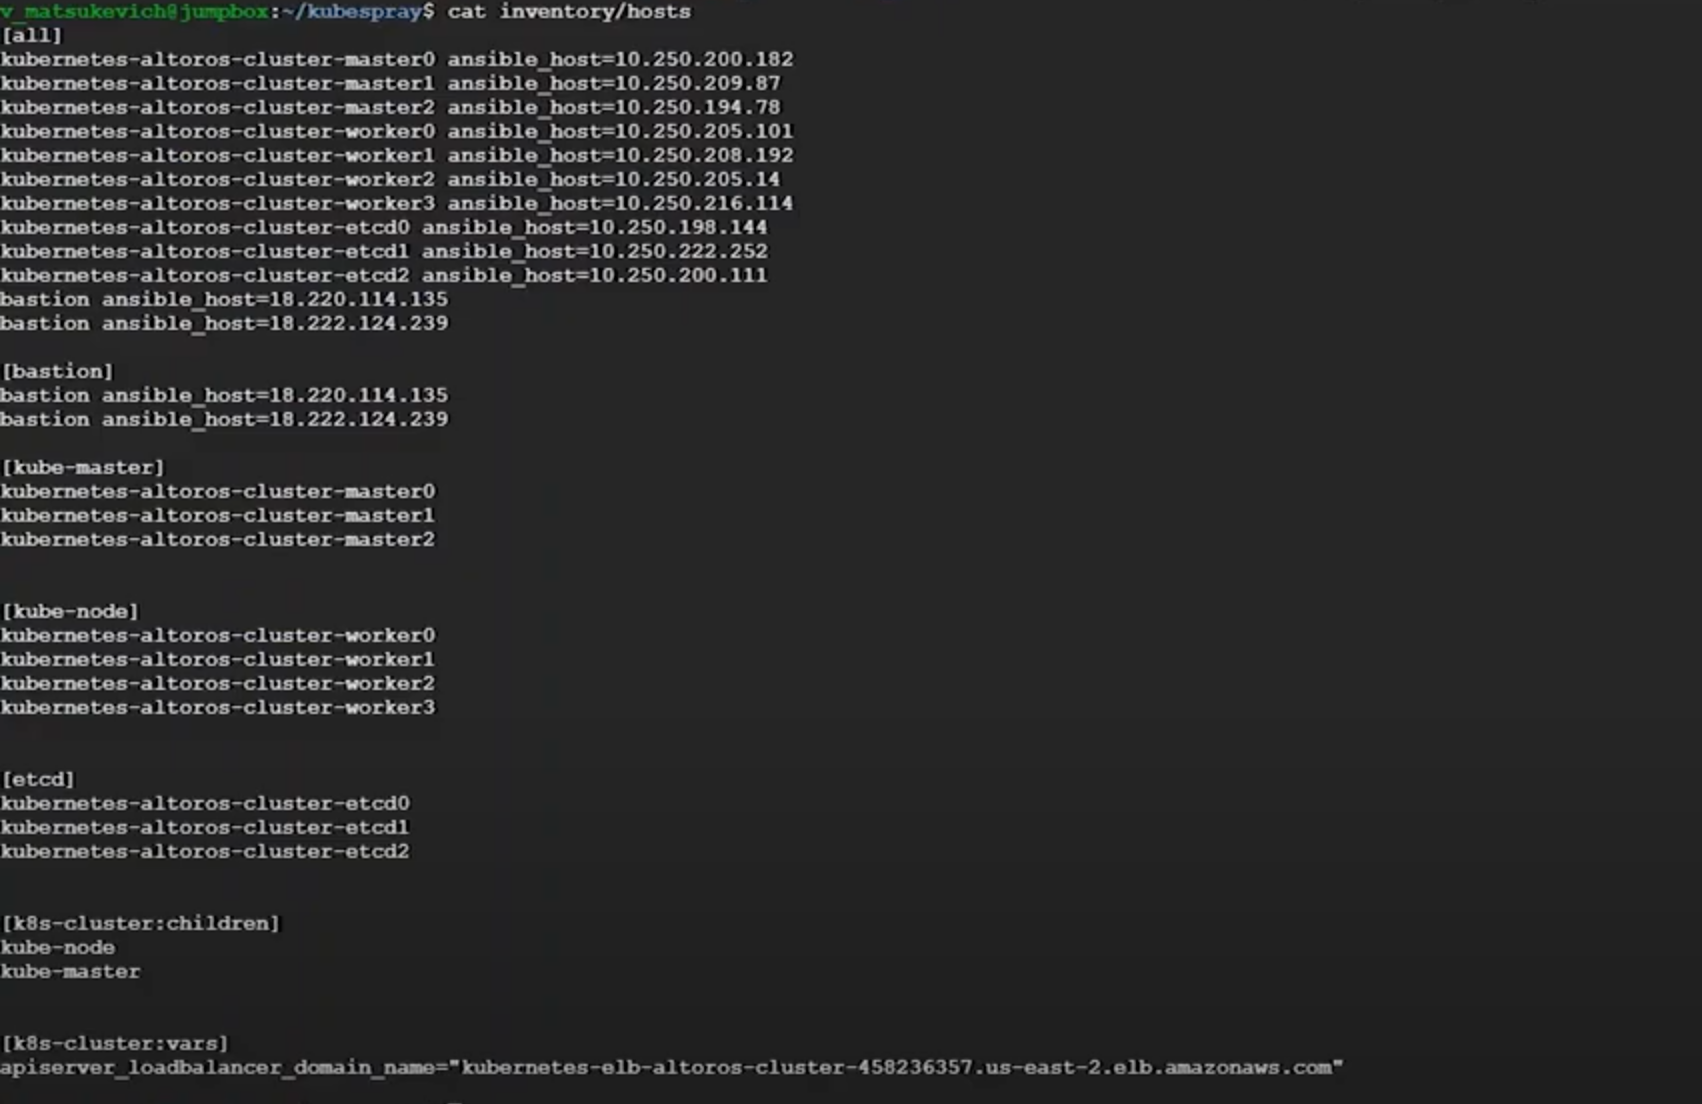 v_matsukevich@jumpbox:~/kubespray$ cat inventory/hosts
[all]
kubernetes-altoros-cluster-master0 ansible_host=10.250.200.182
kubernetes-altoros-cluster-master1 ansible_host=10.250.209.87
kubernetes-altoros-cluster-master2 ansible_host=10.250.194.78
kubernetes-altoros-cluster-worker0 ansible_host=10.250.205.101
kubernetes-altoros-cluster-worker1 ansible_host=10.250.208.192
kubernetes-altoros-cluster-worker2 ansible_host=10.250.205.14
kubernetes-altoros-cluster-worker3 ansible_host=10.250.216.114
kubernetes-altoros-cluster-etcd0 ansible_host=10.250.198.144
kubernetes-altoros-cluster-etcd1 ansible_host=10.250.222.252
kubernetes-altoros-cluster-etcd2 ansible_host=10.250.200.111
bastion ansible_host=18.220.114.135
bastion ansible_host=18.222.124.239
[bastion]
bastion ansible_host=18.220.114.135
bastion ansible_host=18.222.124.239
[kube-master]
kubernetes-altoros-cluster-master0
kubernetes-altoros-cluster-master1
kubernetes-altoros-cluster-master2
[kube-node]
kubernetes-altoros-cluster-worker0
kubernetes-altoros-cluster-worker1
kubernetes-altoros-cluster-worker2
kubernetes-altoros-cluster-worker3
[etcd]
kubernetes-altoros-cluster-etcd0
kubernetes-altoros-cluster-etcd1
kubernetes-altoros-cluster-etcd2
[k8s-cluster:children]
kube-node
kube-master
[k8s-cluster:vars]
apiserver_loadbalancer_domain_name="kubernetes-elb-altoros-cluster-458236357.us-east-2.elb.amazonaws.com"